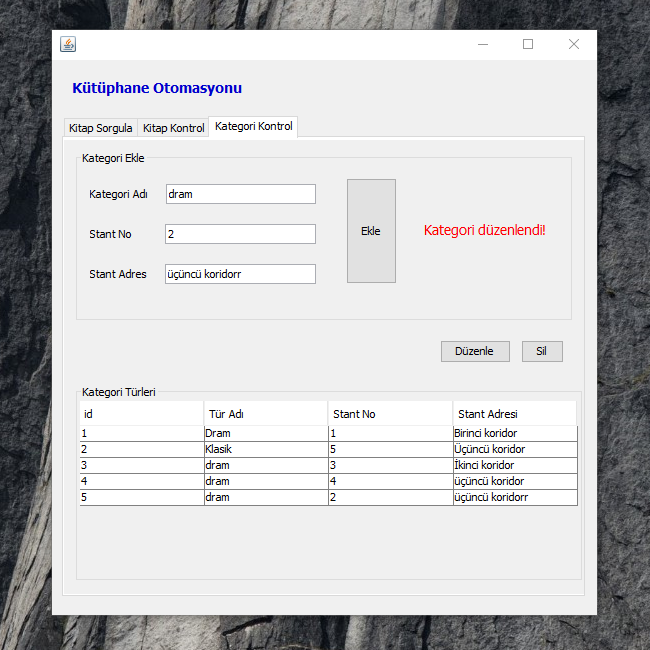 Kütüphane Otomasyonu
Kitap Sorgula Kitap Kontrol Kategori Kontrol
Kategori Ekle
Kategori Adı dram
Stant No 2
Ekle
Kategori düzenlendi!
Stant Adres üçüncü koridorr
Düzenle Sil
Kategori Türleri
id Tür Adı Stant No Stant Adresi
1 Dram 1 Birinci koridor
2 Klasik 5 Üçüncü koridor
3 dram 3 İkinci koridor
4 dram 4 üçüncü koridor
5 dram 2 üçüncü koridorr